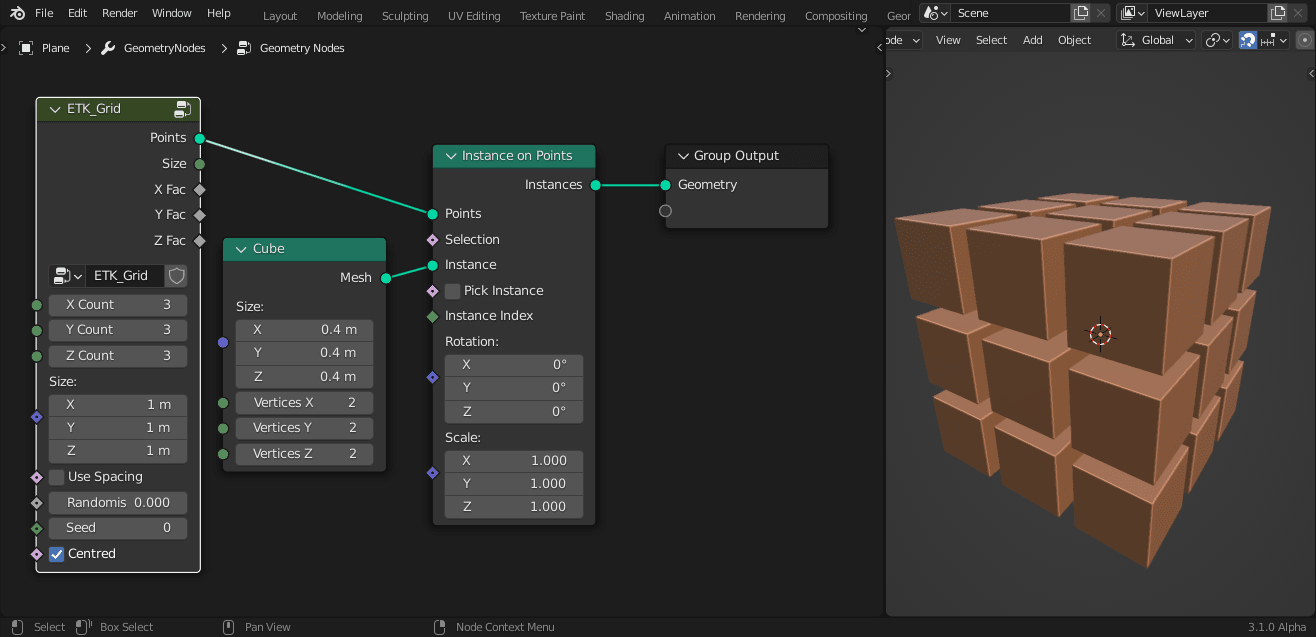 File Edit Render Window Help Layout Modeling Sculpting UV Editing Texture Paint Shading Animation Rendering Compositing Geor Scene ViewLayer
Plane GeometryNodes Geometry Nodes
ode View Select Add Object Global
ETK_Grid
Points
Size
X Fac
Y Fac
Z Fac
ETK_Grid
X Count 3
Y Count 3
Z Count 3
Size:
X 1 m
Y 1 m
Z 1 m
Use Spacing
Randomis 0.000
Seed 0
Centred
Cube
Mesh
Size:
X 0.4 m
Y 0.4 m
Z 0.4 m
Vertices X 2
Vertices Y 2
Vertices Z 2
Instance on Points
Instances
Points
Selection
Instance
Pick Instance
Instance Index
Rotation:
X 0°
Y 0°
Z 0°
Scale:
X 1.000
Y 1.000
Z 1.000
Group Output
Geometry
Select Box Select Pan View Node Context Menu 3.1.0 Alpha